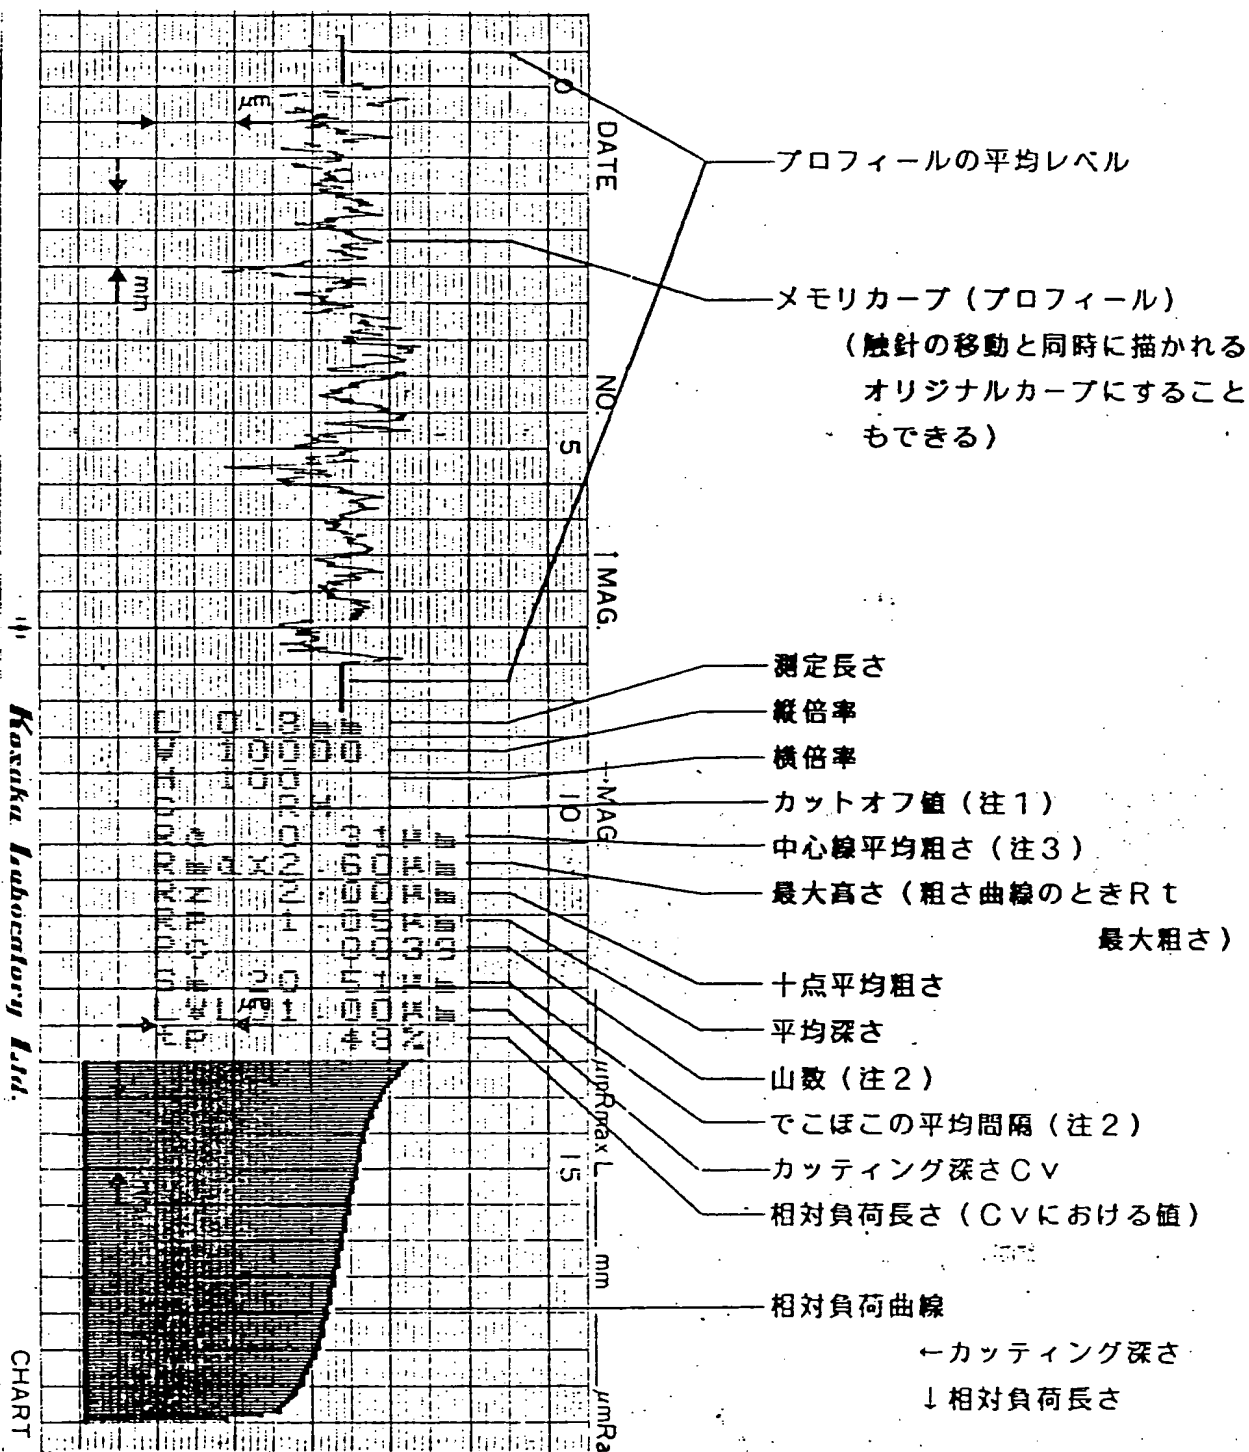 プロフィールの平均レベル
メモリカーブ（プロフィール）
（触針の移動と同時に描かれる
オリジナルカーブにすること
もできる）
測定長さ
縦倍率
横倍率
カットオフ値（注１）
中心線平均粗さ（注３）
最大高さ（粗さ曲線のときＲｔ
最大粗さ）
十点平均粗さ
平均深さ
山数（注２）
でこぼこの平均間隔（注２）
カッティング深さＣｖ
相対負荷長さ（Ｃｖにおける値）
相対負荷曲線
←カッティング深さ
↓相対負荷長さ
DATE
NO.
↑MAG.
→MAG
μmRmax L
mm
μmRa
0
5
10
15
μm
mm
L 0.8mm
10000
μm
Kosaka Laboratory Ltd.
CHART